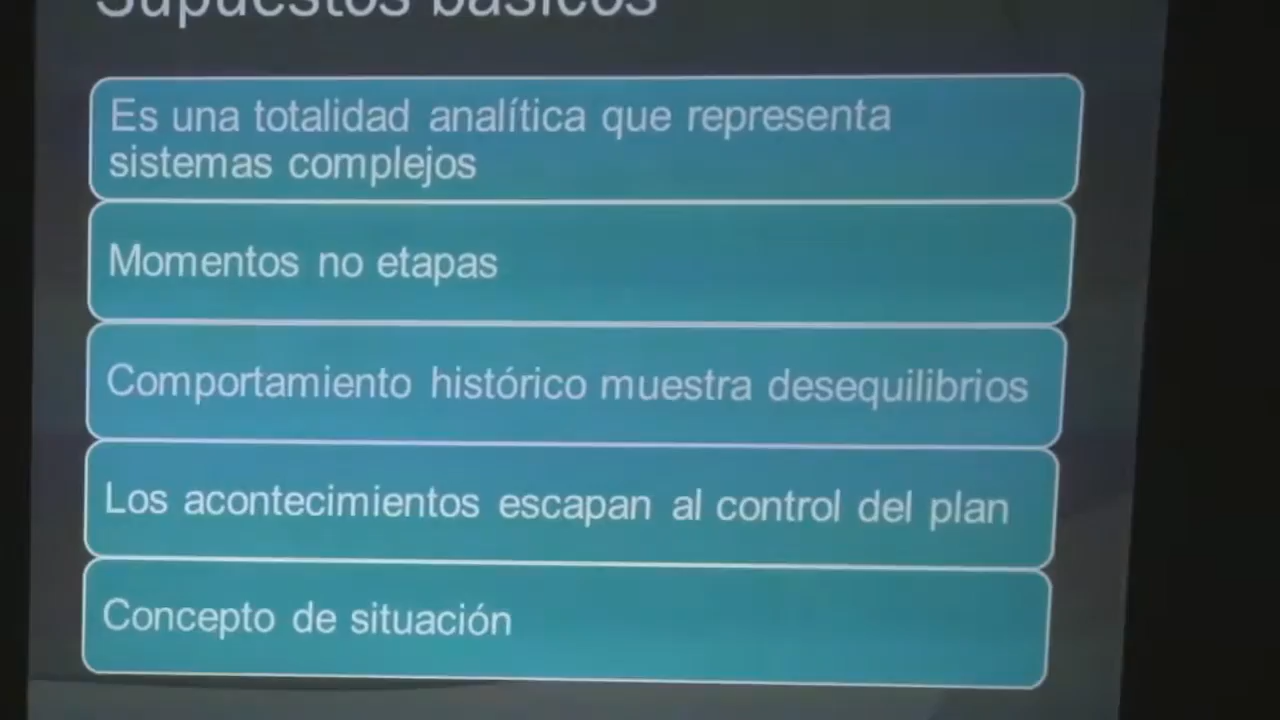 Supuestos básicos
Es una totalidad analítica que representa
sistemas complejos
Momentos no etapas
Comportamiento histórico muestra desequilibrios
Los acontecimientos escapan al control del plan
Concepto de situación